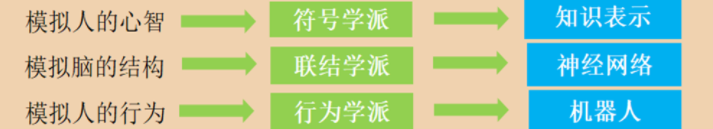 模拟人的心智 符号学派 知识表示
模拟脑的结构 联结学派 神经网络
模拟人的行为 行为学派 机器人